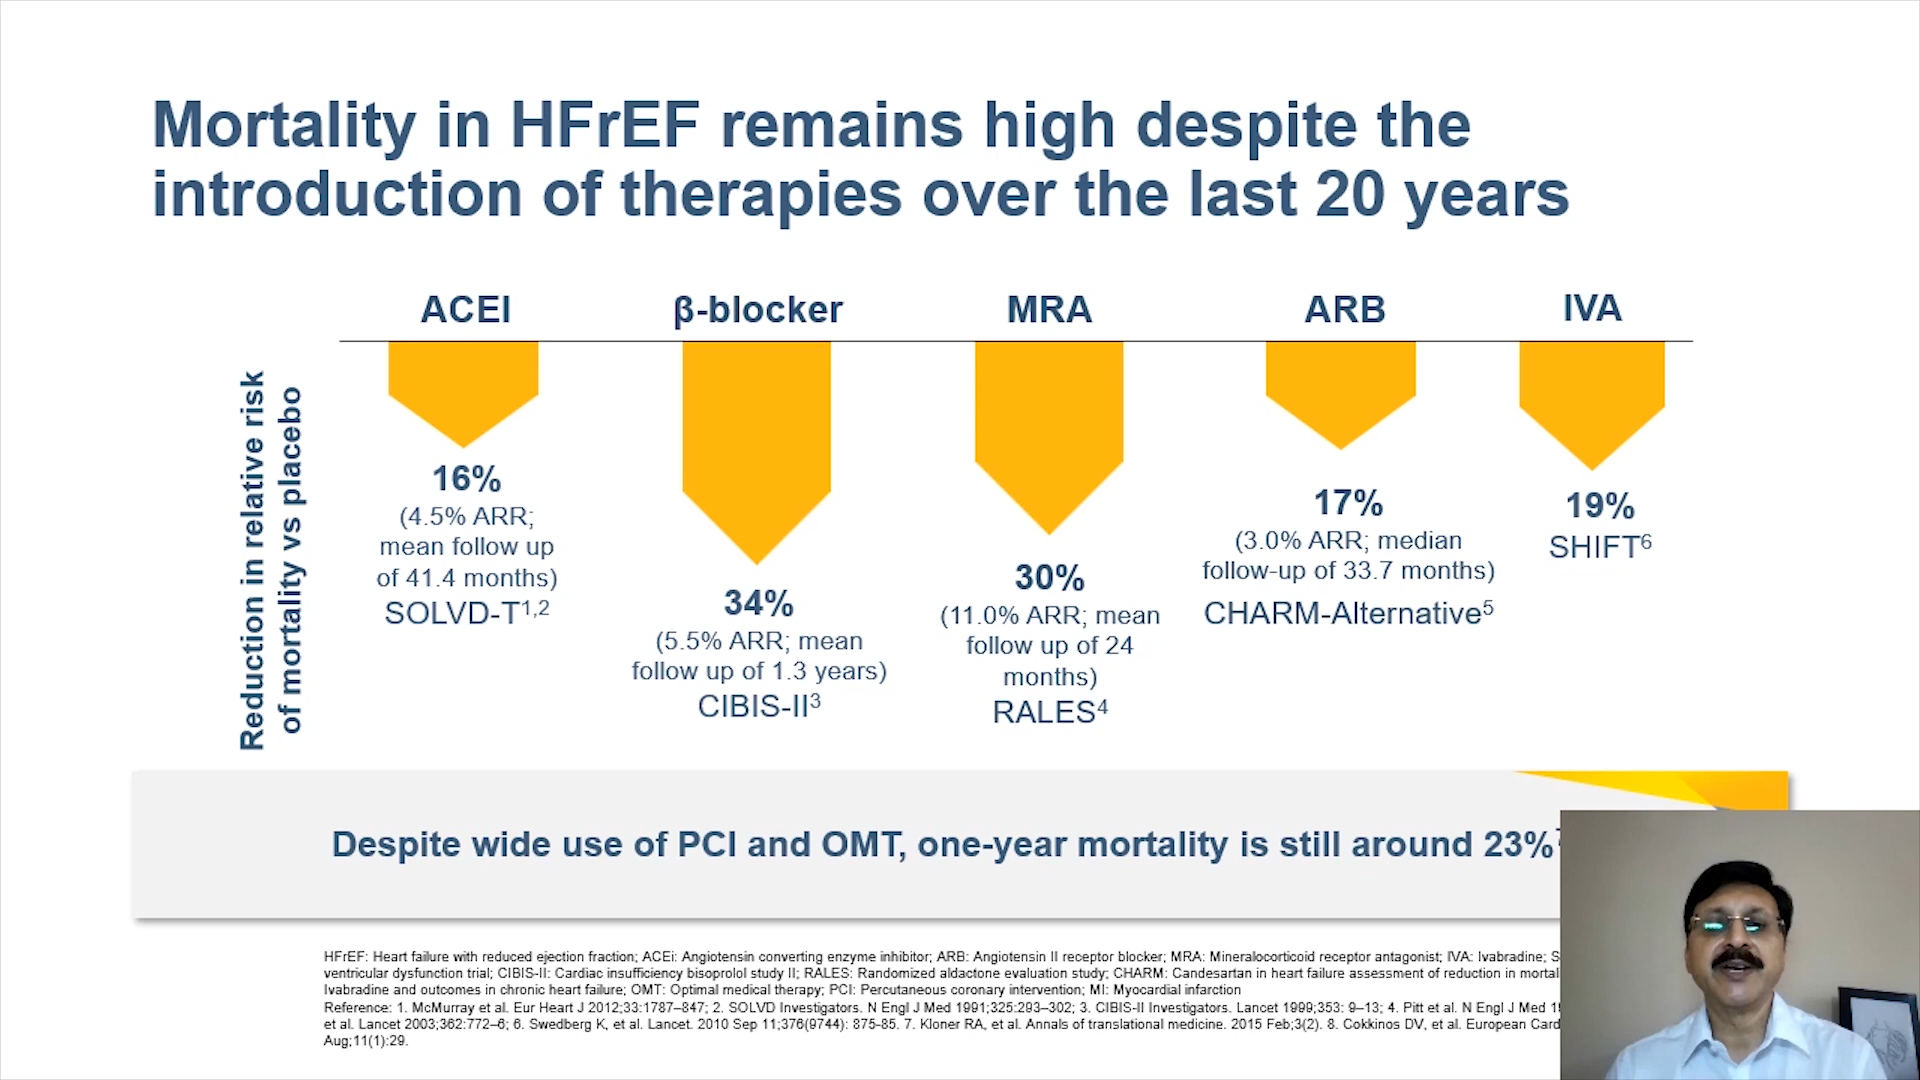 Mortality in HFrEF remains high despite the
introduction of therapies over the last 20 years
Reduction in relative risk
of mortality vs placebo
ACEI
16%
(4.5% ARR;
mean follow up
of 41.4 months)
SOLVD-T1,2
β-blocker
34%
(5.5% ARR; mean
follow up of 1.3 years)
CIBIS-II3
MRA
30%
(11.0% ARR; mean
follow up of 24
months)
RALES4
ARB
17%
(3.0% ARR; median
follow-up of 33.7 months)
CHARM-Alternative5
IVA
19%
SHIFT6
Despite wide use of PCI and OMT, one-year mortality is still around 23%
HFrEF: Heart failure with reduced ejection fraction; ACEi: Angiotensin converting enzyme inhibitor; ARB: Angiotensin II receptor blocker; MRA: Mineralocorticoid receptor antagonist; IVA: Ivabradine; S
ventricular dysfunction trial; CIBIS-II: Cardiac insufficiency bisoprolol study II; RALES: Randomized aldactone evaluation study; CHARM: Candesartan in heart failure assessment of reduction in mortal
Ivabradine and outcomes in chronic heart failure; OMT: Optimal medical therapy; PCI: Percutaneous coronary intervention; MI: Myocardial infarction
Reference: 1. McMurray et al. Eur Heart J 2012;33:1787–847; 2. SOLVD Investigators. N Engl J Med 1991;325:293–302; 3. CIBIS-II Investigators. Lancet 1999;353: 9–13; 4. Pitt et al. N Engl J Med
et al. Lancet 2003;362:772–6; 6. Swedberg K, et al. Lancet. 2010 Sep 11;376(9744): 875-85. 7. Kloner RA, et al. Annals of translational medicine. 2015 Feb;3(2). 8. Cokkinos DV, et al. European Card
Aug;11(1):29.